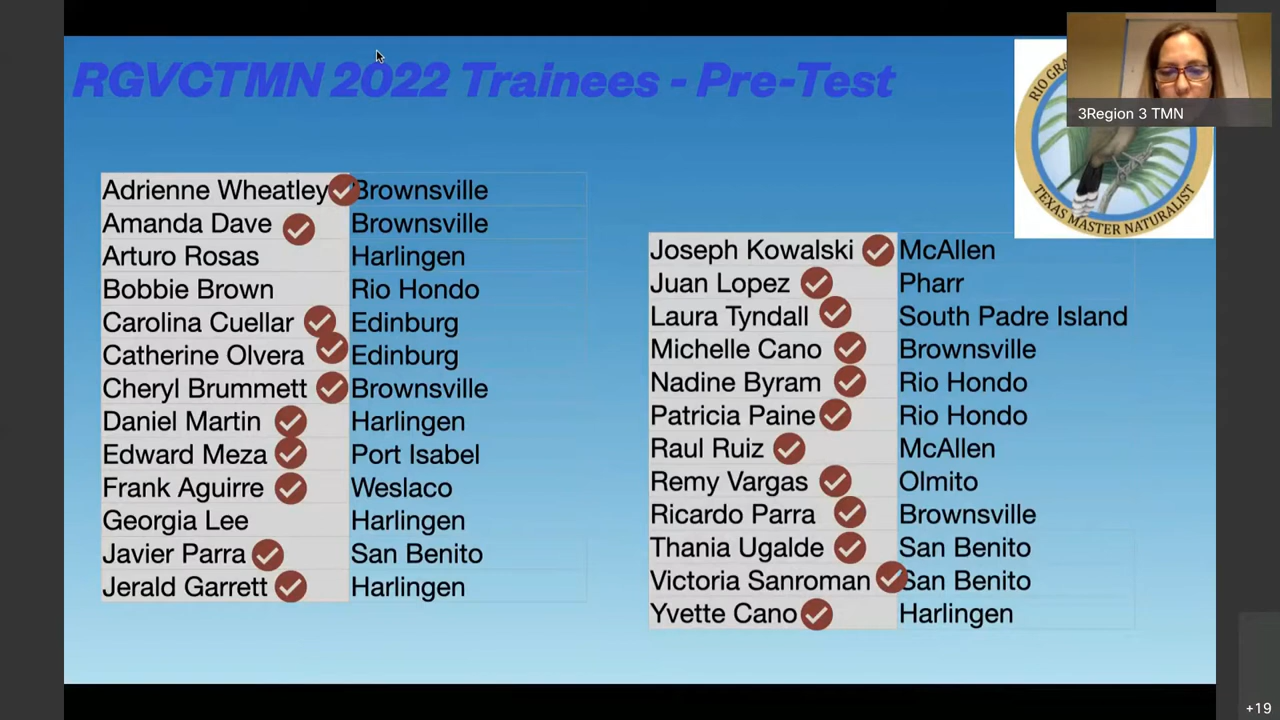 RGVCTMN 2022 Trainees - Pre-Test
3Region 3 TMN
RIO GRA
TEXAS MASTER NATURALIST
Adrienne Wheatley Brownsville
Amanda Dave Brownsville
Arturo Rosas Harlingen
Bobbie Brown Rio Hondo
Carolina Cuellar Edinburg
Catherine Olvera Edinburg
Cheryl Brummett Brownsville
Daniel Martin Harlingen
Edward Meza Port Isabel
Frank Aguirre Weslaco
Georgia Lee Harlingen
Javier Parra San Benito
Jerald Garrett Harlingen
Joseph Kowalski McAllen
Juan Lopez Pharr
Laura Tyndall South Padre Island
Michelle Cano Brownsville
Nadine Byram Rio Hondo
Patricia Paine Rio Hondo
Raul Ruiz McAllen
Remy Vargas Olmito
Ricardo Parra Brownsville
Thania Ugalde San Benito
Victoria Sanroman San Benito
Yvette Cano Harlingen
+19